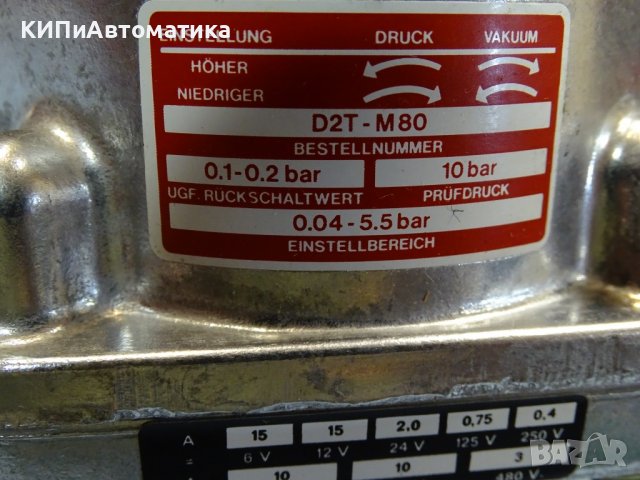 КИПиАвтоматика
EINSTELLUNG DRUCK VAKUUM
HÖHER
NIEDRIGER
D2T-M80
BESTELLNUMMER
0.1-0.2 bar 10 bar
UGF. RUCKSCHALTWERT PRÜFDRUCK
0.04-5.5 bar
EINSTELLBEREICH
A 15 15 2.0 0,75 0,4
6 V 12 V 24 V 125 V 250 V
10 10 3
480 V
BAZAR